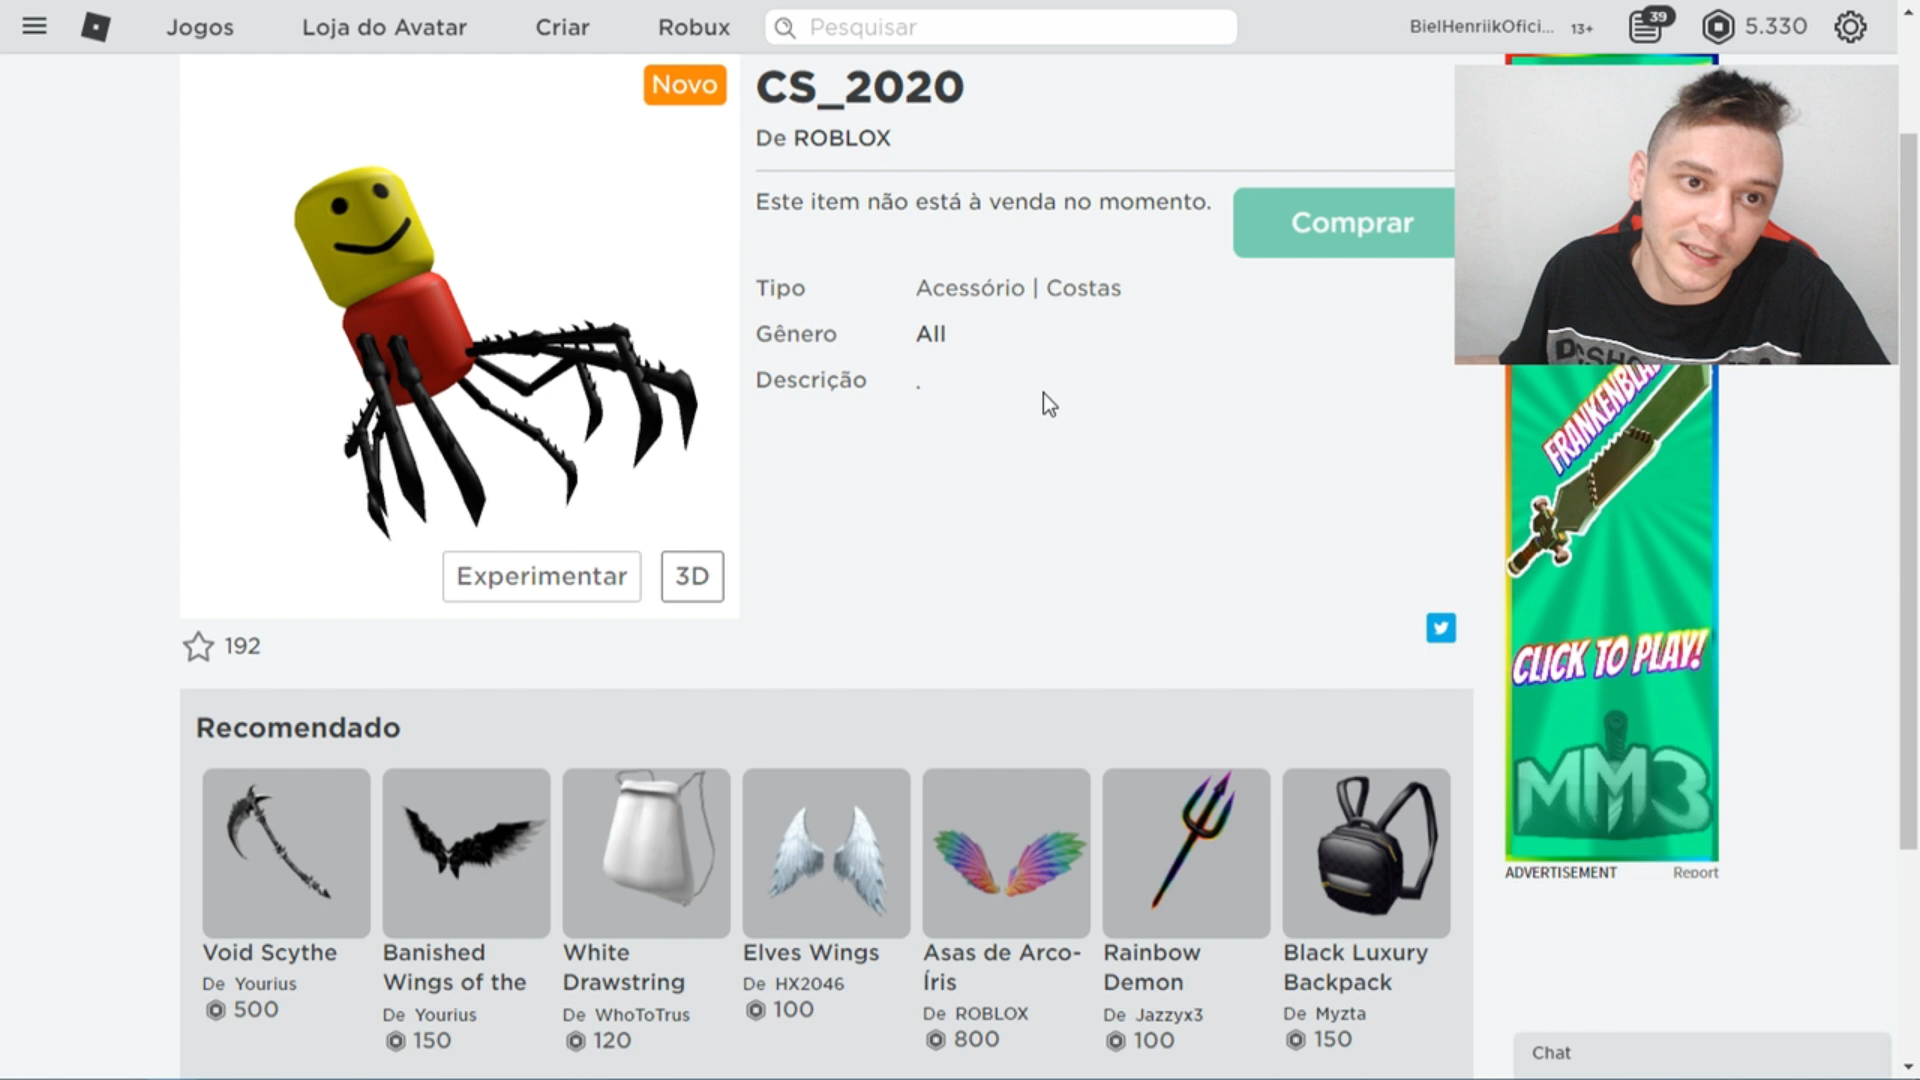 Jogos
Loja do Avatar
Criar
Robux
Pesquisar
BielHenriikOfici...
13+
39
5.330
Novo
CS_2020
De ROBLOX
Este item não está à venda no momento.
Comprar
Tipo
Acessório | Costas
Gênero
All
Descrição
.
Experimentar
3D
192
FRANKENBLAD
CLICK TO PLAY!
MM3
ADVERTISEMENT
Report
Recomendado
Void Scythe
De Yourius
500
Banished
Wings of the
De Yourius
150
White
Drawstring
De WhoToTrus
120
Elves Wings
De HX2046
100
Asas de Arco-
Íris
De ROBLOX
800
Rainbow
Demon
De Jazzyx3
100
Black Luxury
Backpack
De Myzta
150
Chat